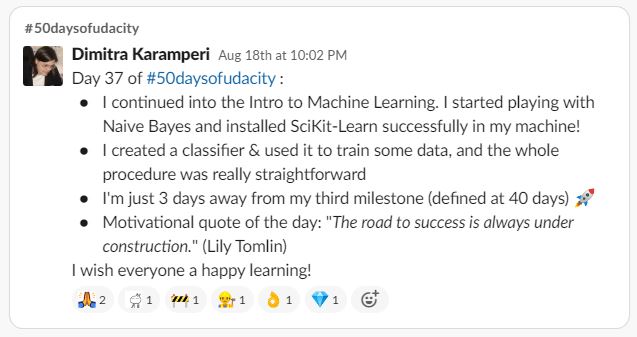 #50daysofudacity
Dimitra Karamperi Aug 18th at 10:02 PM
Day 37 of #50daysofudacity :
● I continued into the Intro to Machine Learning. I started playing with
Naive Bayes and installed SciKit-Learn successfully in my machine!
● I created a classifier & used it to train some data, and the whole
procedure was really straightforward
● I'm just 3 days away from my third milestone (defined at 40 days) 🚀
● Motivational quote of the day: "The road to success is always under
construction." (Lily Tomlin)
I wish everyone a happy learning!
🙏 2 1 🚧 1 👷 1 👌 1 💎 1